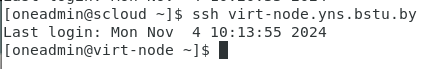 [oneadmin@scloud ~]$ ssh virt-node.yns.bstu.by
Last login: Mon Nov  4 10:13:55 2024
[oneadmin@virt-node ~]$